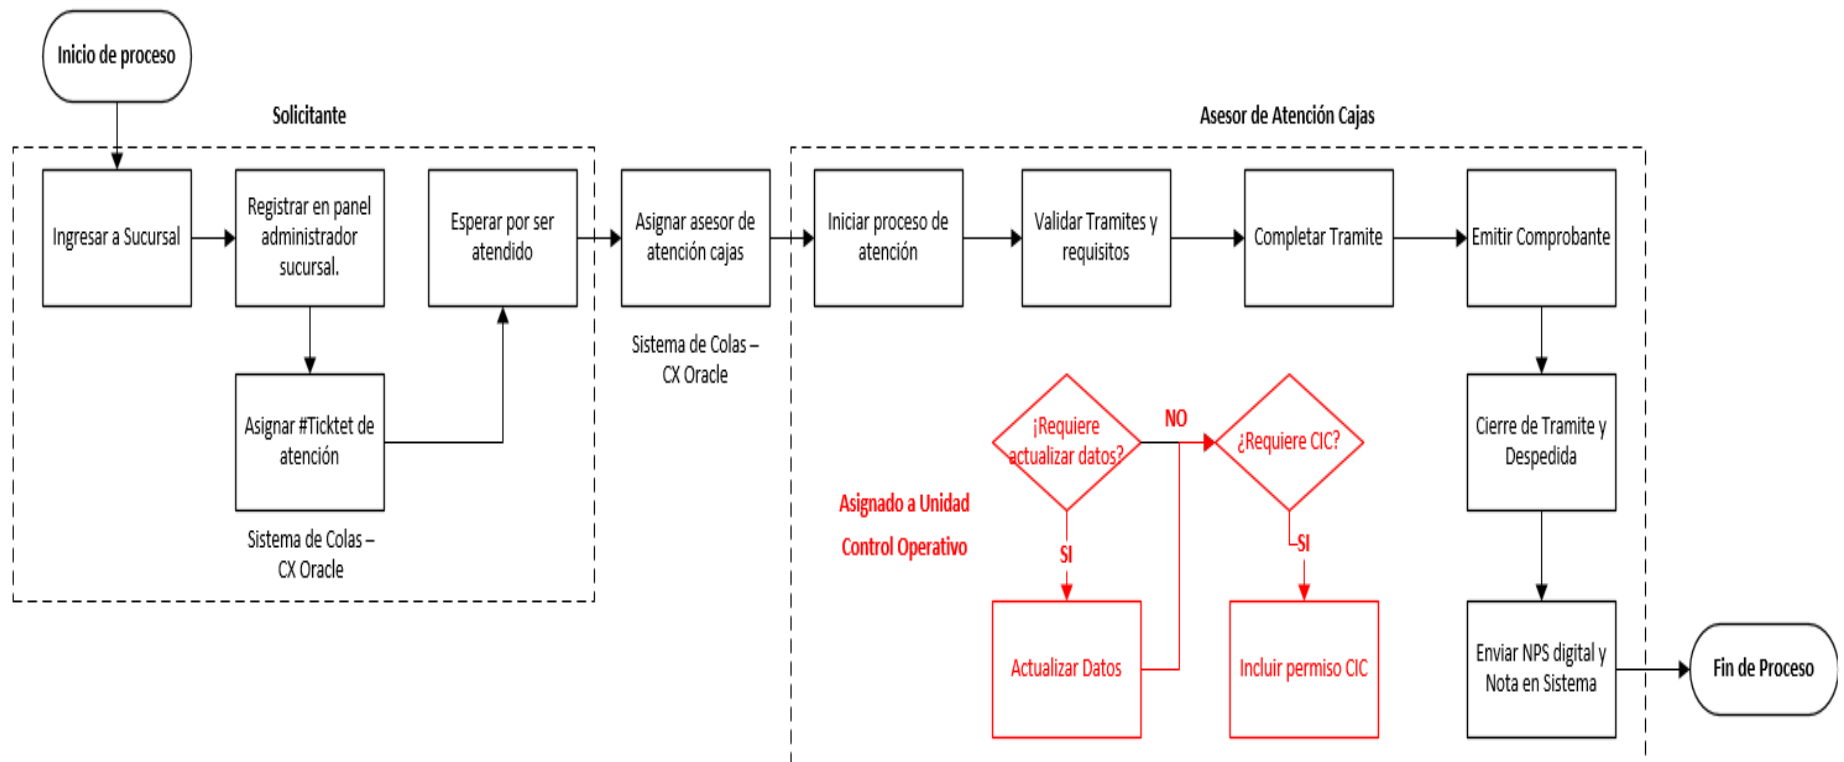 Inicio de proceso
Solicitante
Asesor de Atención Cajas
Ingresar a Sucursal
Registrar en panel
administrador
sucursal.
Esperar por ser
atendido
Asignar asesor de
atención cajas
Iniciar proceso de
atención
Validar Tramites y
requisitos
Completar Tramite
Emitir Comprobante
Sistema de Colas –
CX Oracle
Asignar #Ticktet de
atención
Sistema de Colas –
CX Oracle
¡Requiere
actualizar datos?
NO
¿Requiere CIC?
Cierre de Tramite y
Despedida
Asignado a Unidad
Control Operativo
SI
SI
Actualizar Datos
Incluir permiso CIC
Enviar NPS digital y
Nota en Sistema
Fin de Proceso